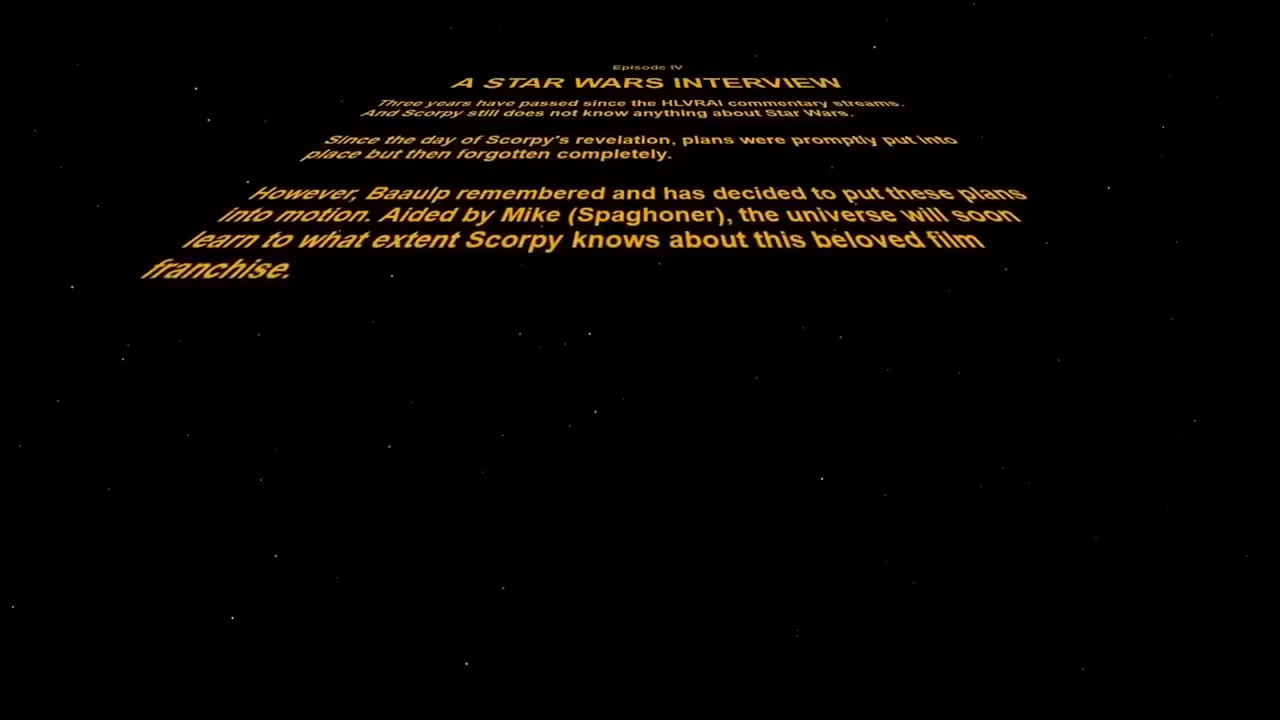 Episode IV
A STAR WARS INTERVIEW
Three years have passed since the HLVRAI commentary streams.
And Scorpy still does not know anything about Star Wars.
Since the day of Scorpy's revelation, plans were promptly put into
place but then forgotten completely.
However, Baaulp remembered and has decided to put these plans
into motion. Aided by Mike (Spaghoner), the universe will soon
learn to what extent Scorpy knows about this beloved film
franchise.